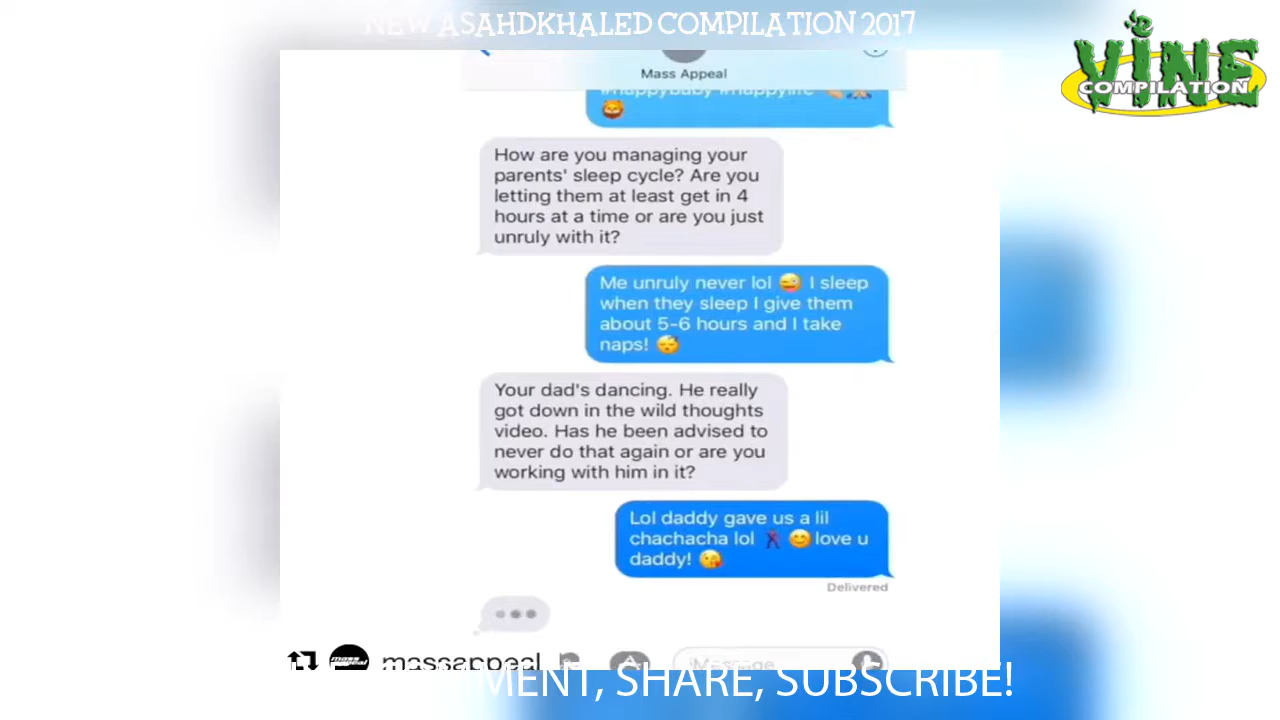 NEW ASAHDKHALED COMPILATION 2017
VINE
COMPILATION
Mass Appeal
#happybaby #happylife
How are you managing your
parents' sleep cycle? Are you
letting them at least get in 4
hours at a time or are you just
unruly with it?
Me unruly never lol 😜 I sleep
when they sleep I give them
about 5-6 hours and I take
naps! 😴
Your dad's dancing. He really
got down in the wild thoughts
video. Has he been advised to
never do that again or are you
working with him in it?
Lol daddy gave us a lil
chachacha lol 🕺 😊 love u
daddy! 😘
Delivered
massappeal
iMessage
SHARE, SUBSCRIBE!